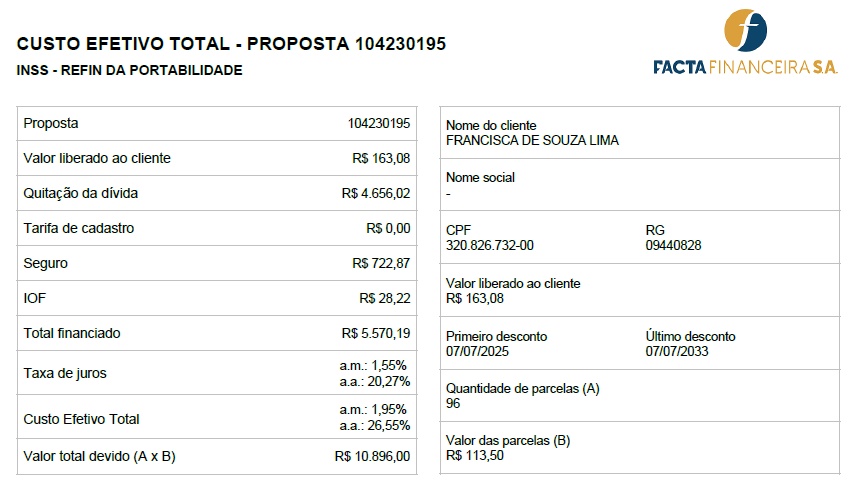 CUSTO EFETIVO TOTAL - PROPOSTA 104230195
INSS - REFIN DA PORTABILIDADE
f
FACTA FINANCEIRA S.A.
Proposta 104230195
Valor liberado ao cliente R$ 163,08
Quitação da dívida R$ 4.656,02
Tarifa de cadastro R$ 0,00
Seguro R$ 722,87
IOF R$ 28,22
Total financiado R$ 5.570,19
Taxa de juros a.m.: 1,55%
a.a.: 20,27%
Custo Efetivo Total a.m.: 1,95%
a.a.: 26,55%
Valor total devido (A x B) R$ 10.896,00
Nome do cliente
FRANCISCA DE SOUZA LIMA
Nome social
-
CPF RG
320.826.732-00 09440828
Valor liberado ao cliente
R$ 163,08
Primeiro desconto Último desconto
07/07/2025 07/07/2033
Quantidade de parcelas (A)
96
Valor das parcelas (B)
R$ 113,50